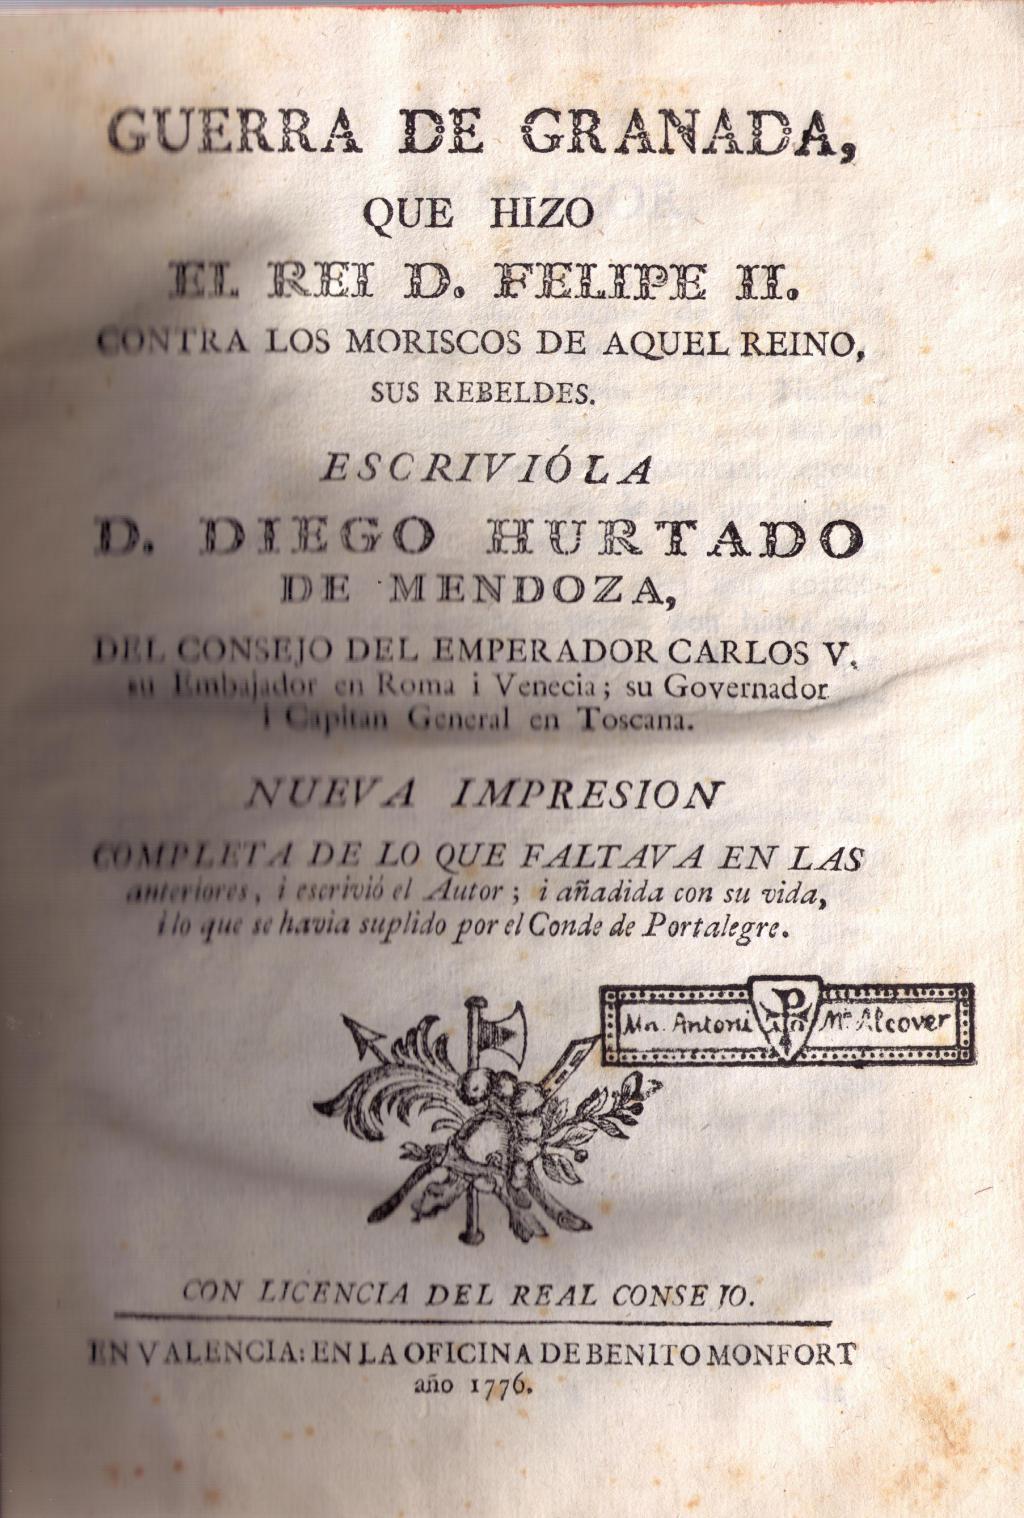 GUERRA DE GRANADA,
QUE HIZO
EL REI D. FELIPE II.
CONTRA LOS MORISCOS DE AQUEL REINO,
SUS REBELDES.
ESCRIVIÓLA
D. DIEGO HURTADO
DE MENDOZA,
DEL CONSEJO DEL EMPERADOR CARLOS V.
su Embajador en Roma i Venecia; su Governador
i Capitan General en Toscana.
NUEVA IMPRESION
COMPLETA DE LO QUE FALTAVA EN LAS
anteriores, i escrivió el Autor; i añadida con su vida,
i lo que se havia suplido por el Conde de Portalegre.
Mn. Antoni Mª Alcover
CON LICENCIA DEL REAL CONSEJO.
EN VALENCIA: EN LA OFICINA DE BENITO MONFORT
año 1776.